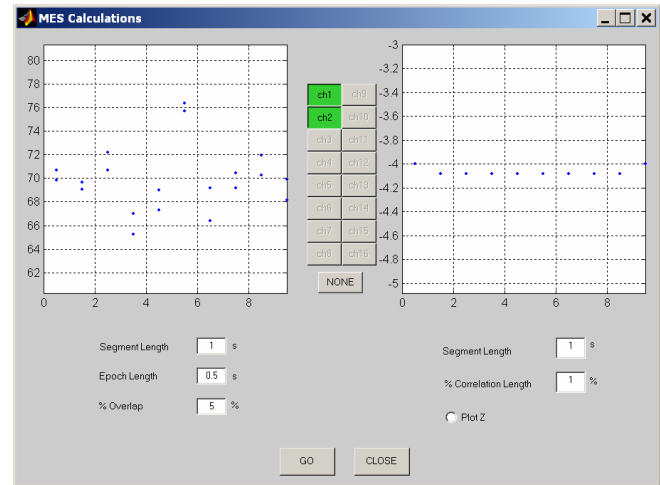 MES Calculations
80
78
76
74
72
70
68
66
64
62
0 2 4 6 8
ch1 ch9
ch2 ch10
ch3 ch11
ch4 ch12
ch5 ch13
ch6 ch14
ch7 ch15
ch8 ch16
NONE
-3
-3.2
-3.4
-3.6
-3.8
-4
-4.2
-4.4
-4.6
-4.8
-5
0 2 4 6 8
Segment Length 1 s
Epoch Length 0.5 s
% Overlap 5 %
Segment Length 1 s
% Correlation Length 1 %
Plot Z
GO CLOSE